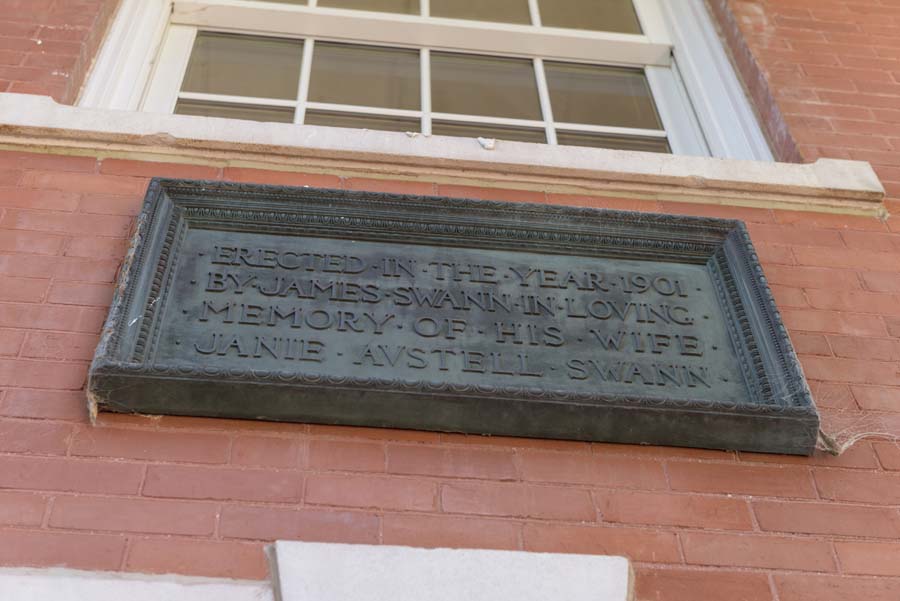 · ERECTED · IN · THE · YEAR · 1901 ·
· BY · JAMES · SWANN · IN · LOVING ·
· MEMORY · OF · HIS · WIFE ·
· JANIE · AVSTELL · SWANN ·